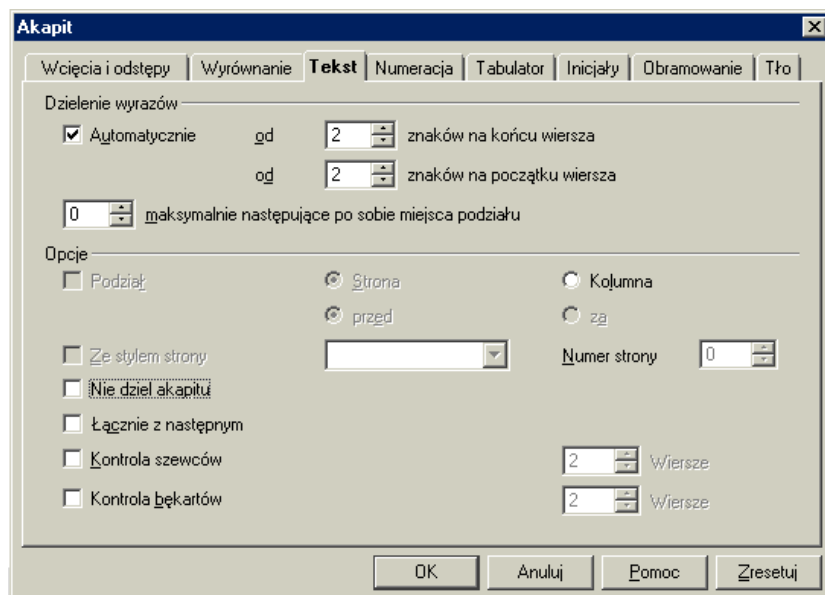 Akapit
Wcięcia i odstępy Wyrównanie Tekst Numeracja Tabulator Inicjały Obramowanie Tło
Dzielenie wyrazów
Automatycznie od 2 znaków na końcu wiersza
od 2 znaków na początku wiersza
0 maksymalnie następujące po sobie miejsca podziału
Opcje
Podział Strona Kolumna
przed za
Ze stylem strony Numer strony 0
Nie dziel akapitu
Łącznie z następnym
Kontrola szewców 2 Wiersze
Kontrola bękartów 2 Wiersze
OK Anuluj Pomoc Zresetuj